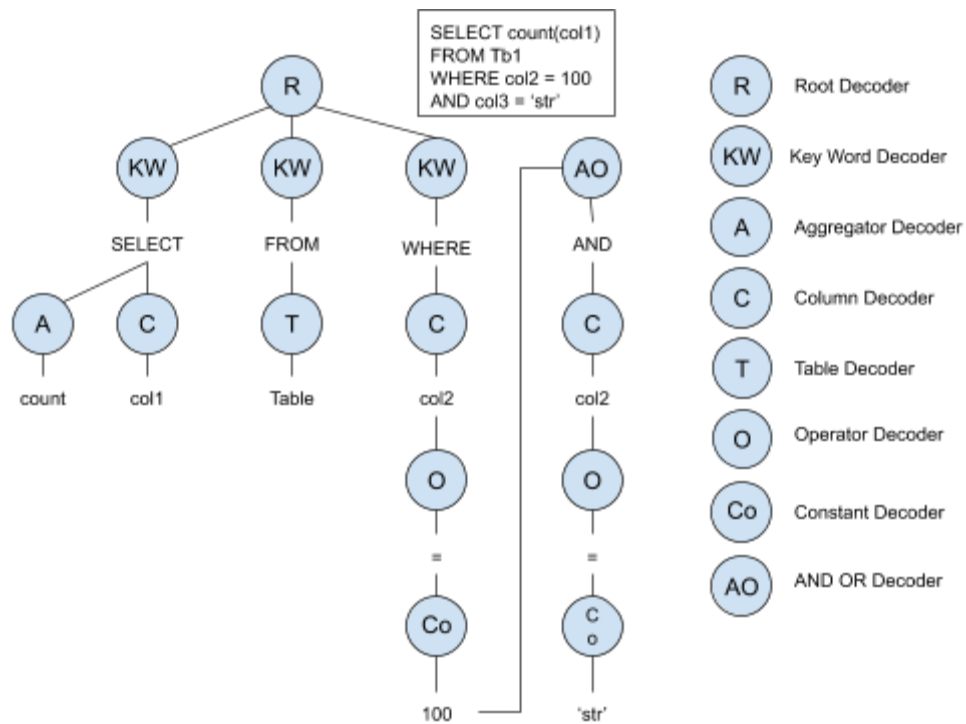 SELECT count(col1)
FROM Tb1
WHERE col2 = 100
AND col3 = ‘str’
R
KW
KW
KW
AO
SELECT
FROM
WHERE
AND
A
C
T
C
C
count
col1
Table
col2
col2
O
O
=
=
Co
C
o
100
‘str’
R Root Decoder
KW Key Word Decoder
A Aggregator Decoder
C Column Decoder
T Table Decoder
O Operator Decoder
Co Constant Decoder
AO AND OR Decoder